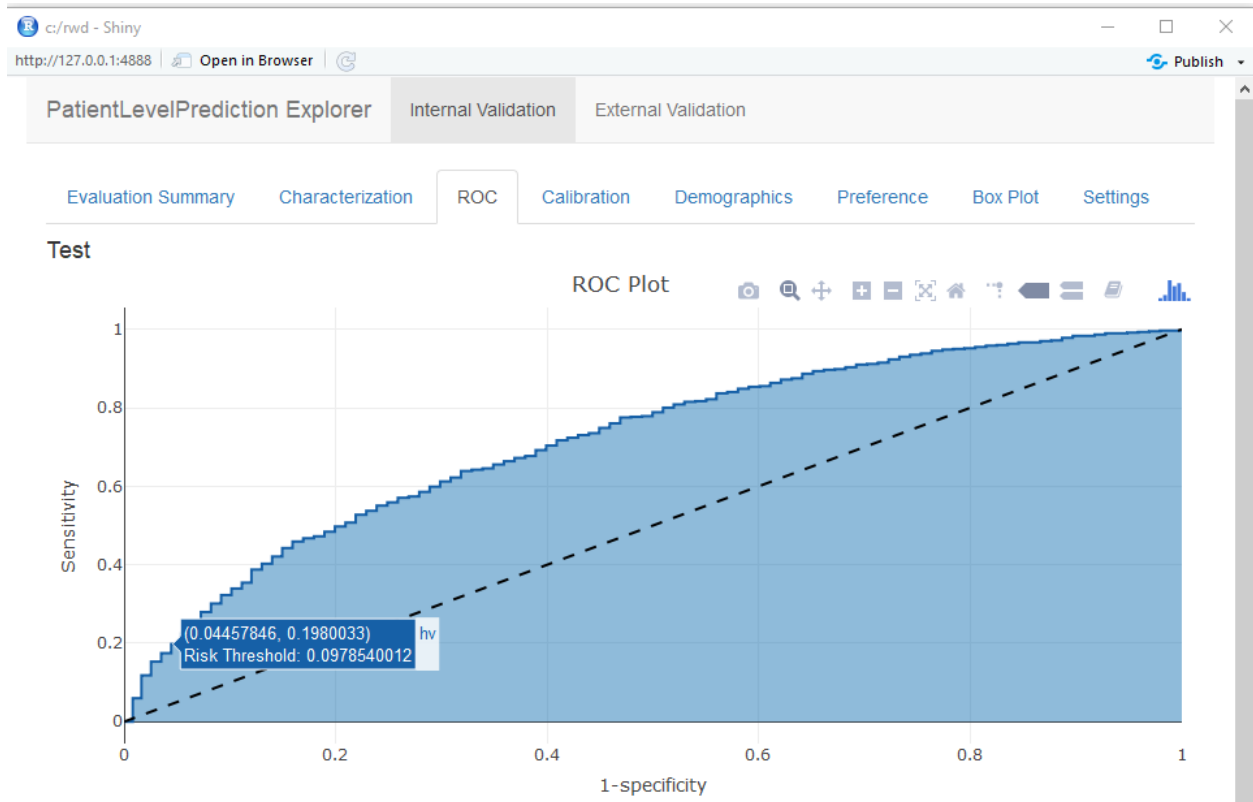 R c:/rwd - Shiny
http://127.0.0.1:4888 Open in Browser Publish
PatientLevelPrediction Explorer Internal Validation External Validation
Evaluation Summary Characterization ROC Calibration Demographics Preference Box Plot Settings
Test
ROC Plot
1
0.8
0.6
0.4
0.2
0
Sensitivity
(0.04457846, 0.1980033) hv
Risk Threshold: 0.0978540012
0 0.2 0.4 0.6 0.8 1
1-specificity